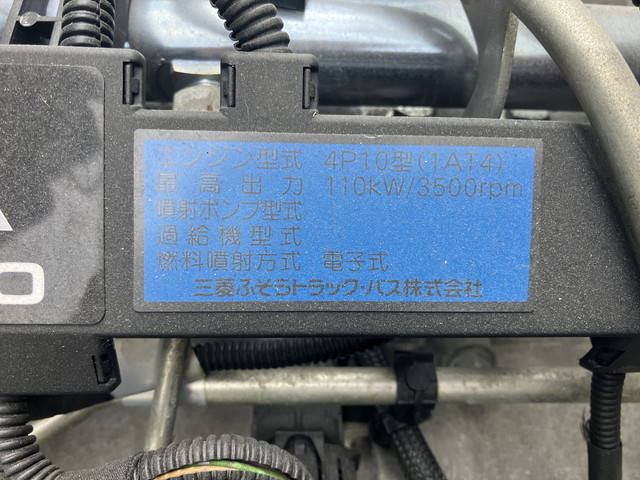 エンジン型式 4P10型(1AT4)
最高出力 110kW/3500rpm
噴射ポンプ型式
過給機型式
燃料噴射方式 電子式
三菱ふそうトラック・バス株式会社